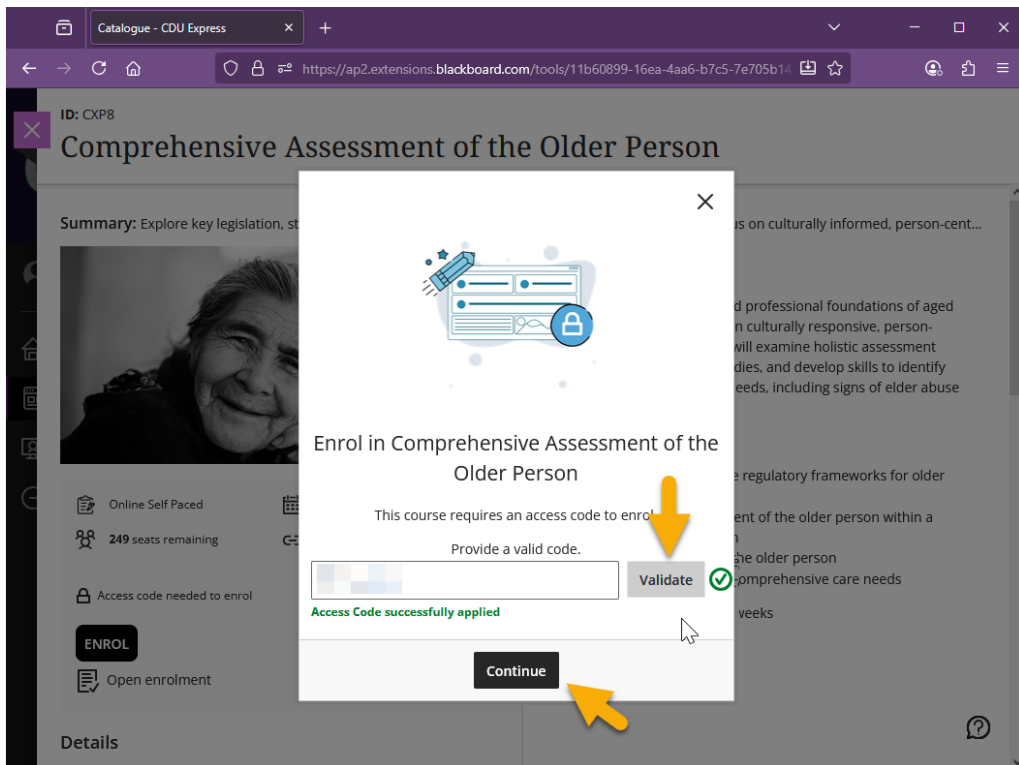 Catalogue - CDU Express
https://ap2.extensions.blackboard.com/tools/11b60899-16ea-4aa6-b7c5-7e705b14
ID: CXP8
Comprehensive Assessment of the Older Person
Summary: Explore key legislation, st
us on culturally informed, person-cent...
d professional foundations of aged
n culturally responsive, person-
will examine holistic assessment
dies, and develop skills to identify
eeds, including signs of elder abuse
Enrol in Comprehensive Assessment of the
Older Person
This course requires an access code to enrol
Provide a valid code.
Validate
Access Code successfully applied
Continue
e regulatory frameworks for older
ent of the older person within a
he older person
comprehensive care needs
weeks
Online Self Paced
249 seats remaining
Access code needed to enrol
ENROL
Open enrolment
Details